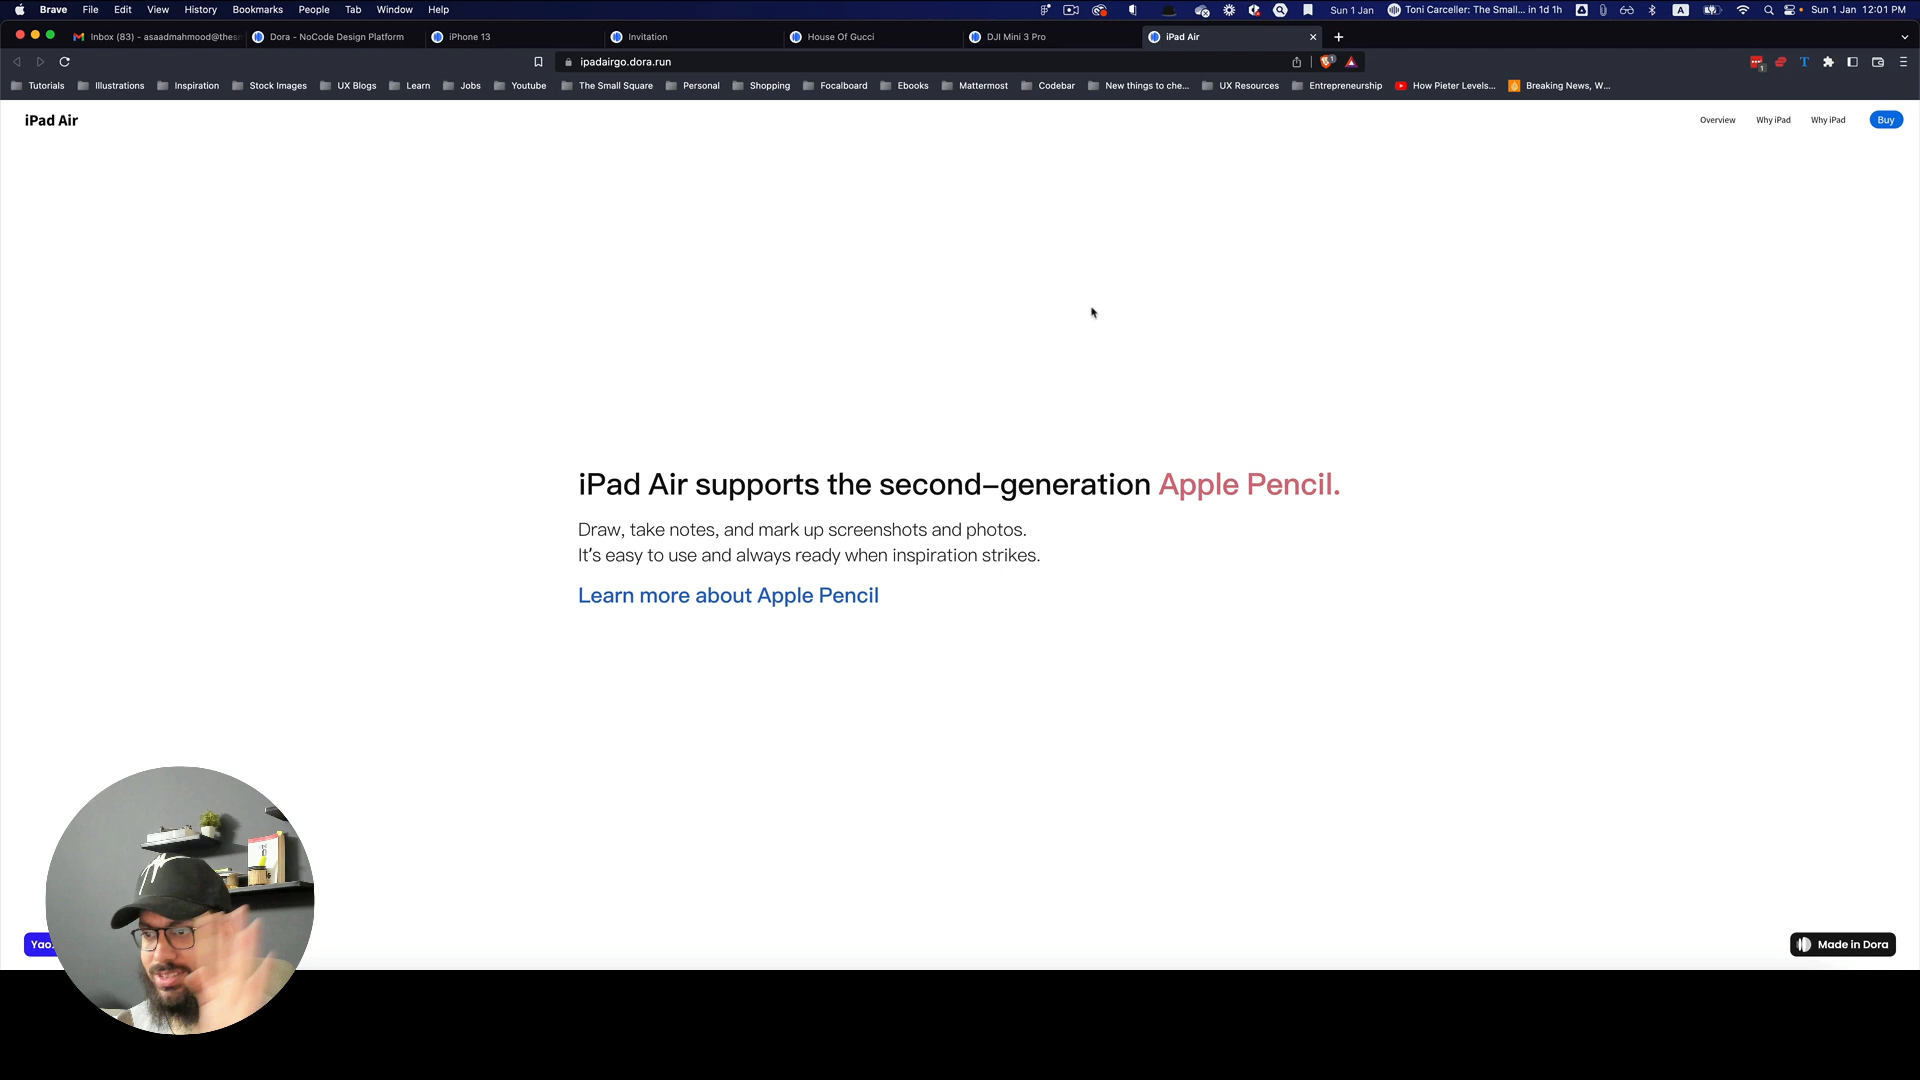 Brave File Edit View History Bookmarks People Tab Window Help Sun 1 Jan Toni Carceller: The Small... in 1d 1h A Sun 1 Jan 12:01 PM
Inbox (83) - asaadmahmood@thes Dora - NoCode Design Platform iPhone 13 Invitation House Of Gucci DJI Mini 3 Pro iPad Air
ipadairgo.dora.run
Tutorials Illustrations Inspiration Stock Images UX Blogs Learn Jobs Youtube The Small Square Personal Shopping Focalboard Ebooks Mattermost Codebar New things to che... UX Resources Entrepreneurship How Pieter Levels... Breaking News, W...
iPad Air Overview Why iPad Why iPad Buy
iPad Air supports the second-generation Apple Pencil.
Draw, take notes, and mark up screenshots and photos.
It's easy to use and always ready when inspiration strikes.
Learn more about Apple Pencil
Made in Dora